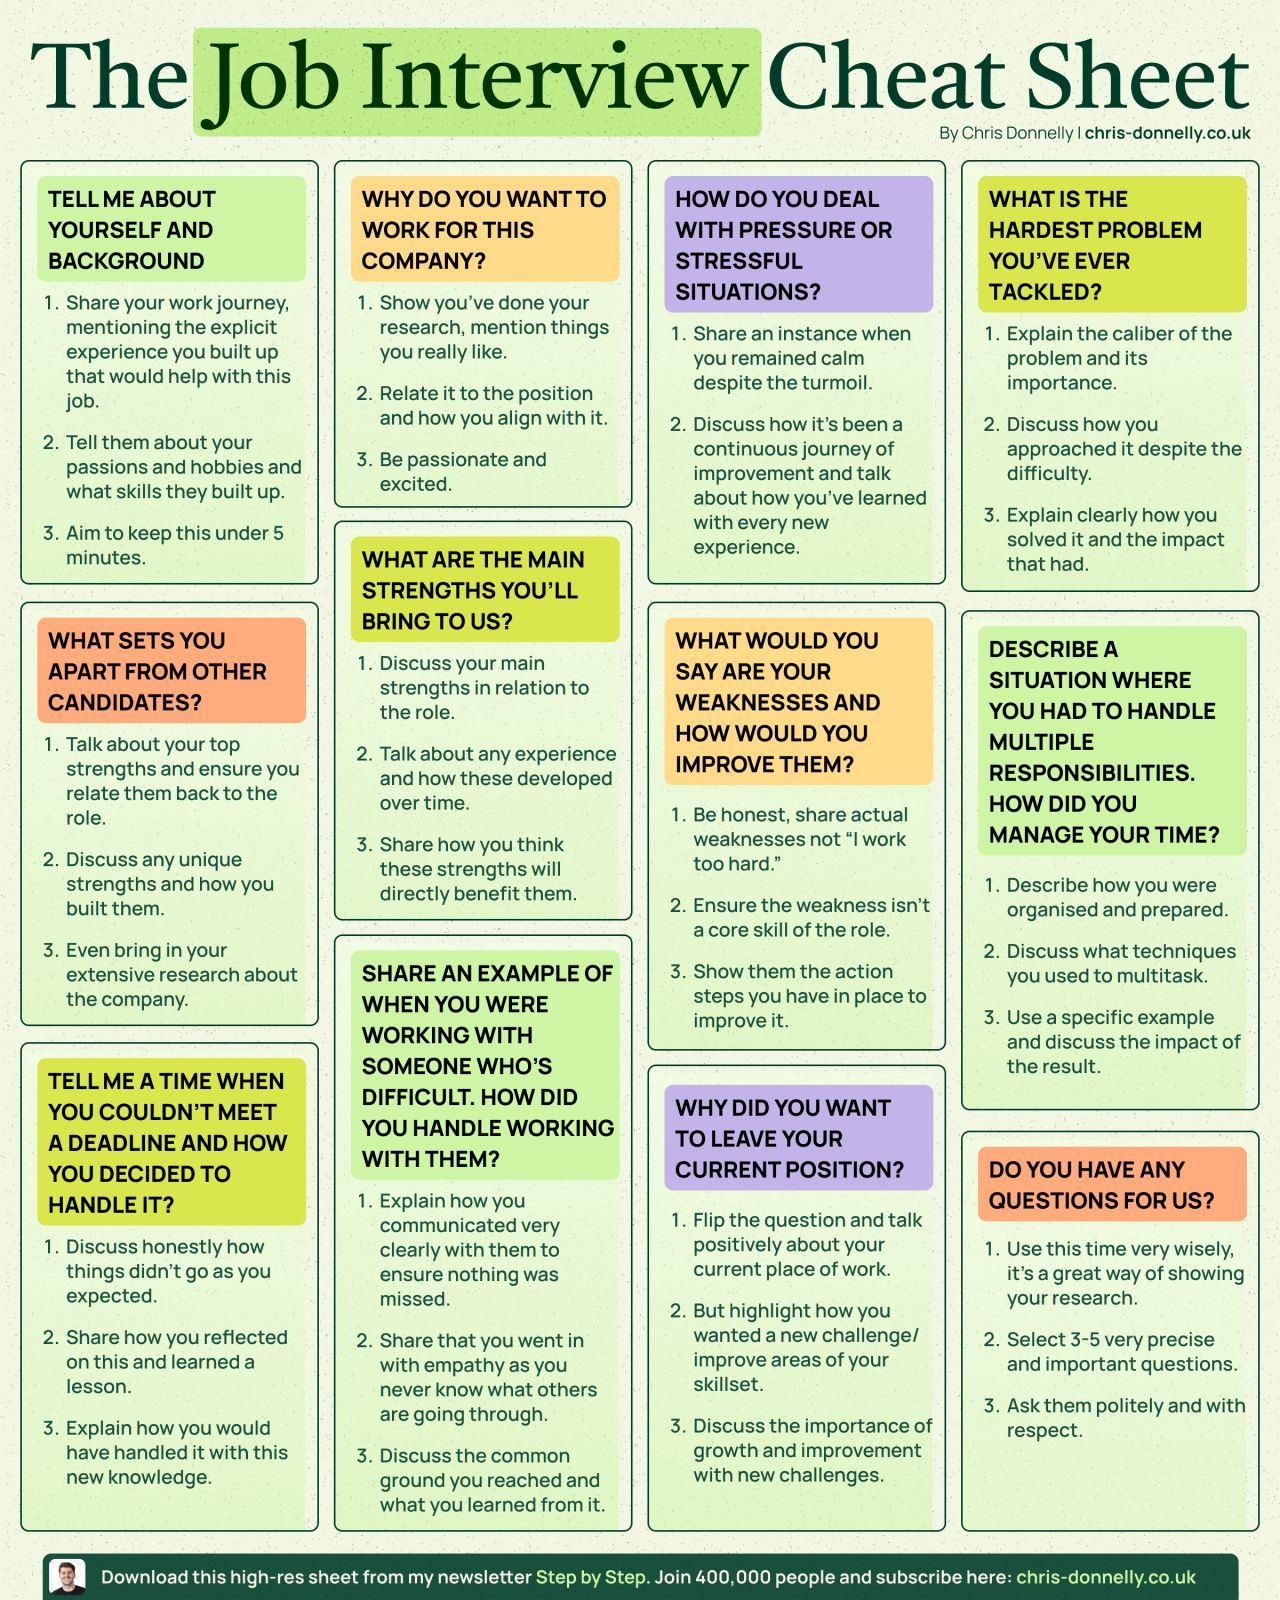 The Job Interview Cheat Sheet
By Chris Donnelly | chris-donnelly.co.uk
TELL ME ABOUT
YOURSELF AND
BACKGROUND
1. Share your work journey,
mentioning the explicit
experience you built up
that would help with this
job.
2. Tell them about your
passions and hobbies and
what skills they built up.
3. Aim to keep this under 5
minutes.
WHAT SETS YOU
APART FROM OTHER
CANDIDATES?
1. Talk about your top
strengths and ensure you
relate them back to the
role.
2. Discuss any unique
strengths and how you
built them.
3. Even bring in your
extensive research about
the company.
TELL ME A TIME WHEN
YOU COULDN’T MEET
A DEADLINE AND HOW
YOU DECIDED TO
HANDLE IT?
1. Discuss honestly how
things didn’t go as you
expected.
2. Share how you reflected
on this and learned a
lesson.
3. Explain how you would
have handled it with this
new knowledge.
WHY DO YOU WANT TO
WORK FOR THIS
COMPANY?
1. Show you’ve done your
research, mention things
you really like.
2. Relate it to the position
and how you align with it.
3. Be passionate and
excited.
WHAT ARE THE MAIN
STRENGTHS YOU’LL
BRING TO US?
1. Discuss your main
strengths in relation to
the role.
2. Talk about any experience
and how these developed
over time.
3. Share how you think
these strengths will
directly benefit them.
SHARE AN EXAMPLE OF
WHEN YOU WERE
WORKING WITH
SOMEONE WHO’S
DIFFICULT. HOW DID
YOU HANDLE WORKING
WITH THEM?
1. Explain how you
communicated very
clearly with them to
ensure nothing was
missed.
2. Share that you went in
with empathy as you
never know what others
are going through.
3. Discuss the common
ground you reached and
what you learned from it.
HOW DO YOU DEAL
WITH PRESSURE OR
STRESSFUL
SITUATIONS?
1. Share an instance when
you remained calm
despite the turmoil.
2. Discuss how it’s been a
continuous journey of
improvement and talk
about how you’ve learned
with every new
experience.
WHAT WOULD YOU
SAY ARE YOUR
WEAKNESSES AND
HOW WOULD YOU
IMPROVE THEM?
1. Be honest, share actual
weaknesses not “I work
too hard.”
2. Ensure the weakness isn’t
a core skill of the role.
3. Show them the action
steps you have in place to
improve it.
WHY DID YOU WANT
TO LEAVE YOUR
CURRENT POSITION?
1. Flip the question and talk
positively about your
current place of work.
2. But highlight how you
wanted a new challenge/
improve areas of your
skillset.
3. Discuss the importance of
growth and improvement
with new challenges.
WHAT IS THE
HARDEST PROBLEM
YOU’VE EVER
TACKLED?
1. Explain the caliber of the
problem and its
importance.
2. Discuss how you
approached it despite the
difficulty.
3. Explain clearly how you
solved it and the impact
that had.
DESCRIBE A
SITUATION WHERE
YOU HAD TO HANDLE
MULTIPLE
RESPONSIBILITIES.
HOW DID YOU
MANAGE YOUR TIME?
1. Describe how you were
organised and prepared.
2. Discuss what techniques
you used to multitask.
3. Use a specific example
and discuss the impact of
the result.
DO YOU HAVE ANY
QUESTIONS FOR US?
1. Use this time very wisely,
it’s a great way of showing
your research.
2. Select 3-5 very precise
and important questions.
3. Ask them politely and with
respect.
Download this high-res sheet from my newsletter Step by Step. Join 400,000 people and subscribe here: chris-donnelly.co.uk